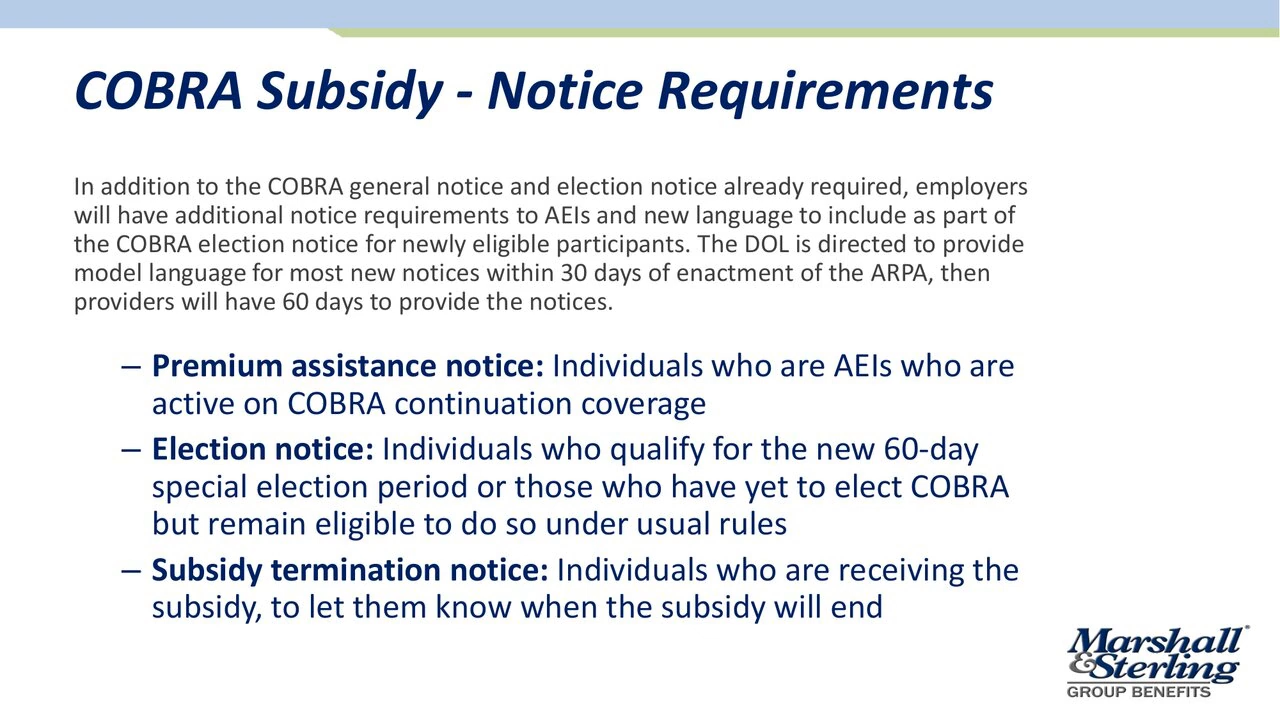 COBRA Subsidy - Notice Requirements
In addition to the COBRA general notice and election notice already required, employers
will have additional notice requirements to AEIs and new language to include as part of
the COBRA election notice for newly eligible participants. The DOL is directed to provide
model language for most new notices within 30 days of enactment of the ARPA, then
providers will have 60 days to provide the notices.
– Premium assistance notice: Individuals who are AEIs who are
active on COBRA continuation coverage
– Election notice: Individuals who qualify for the new 60-day
special election period or those who have yet to elect COBRA
but remain eligible to do so under usual rules
– Subsidy termination notice: Individuals who are receiving the
subsidy, to let them know when the subsidy will end
Marshall
&Sterling
GROUP BENEFITS